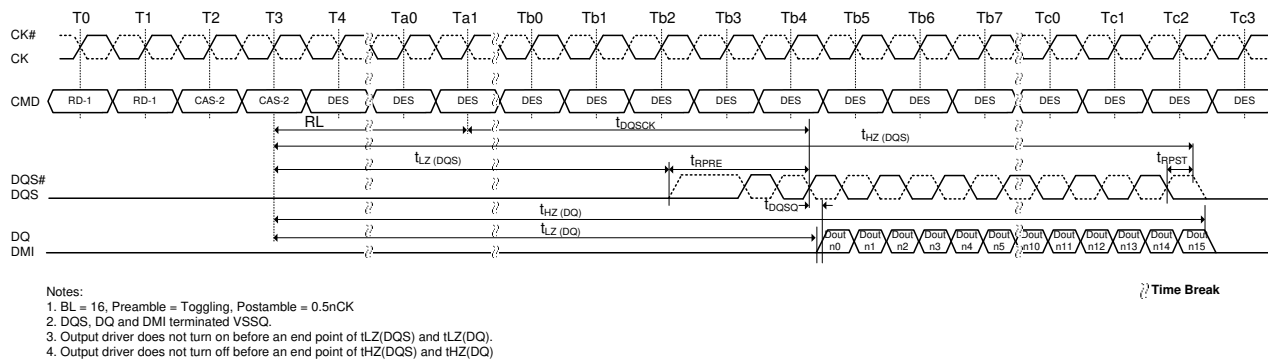 T0 T1 T2 T3 T4 Ta0 Ta1 Tb0 Tb1 Tb2 Tb3 Tb4 Tb5 Tb6 Tb7 Tc0 Tc1 Tc2 Tc3
CK#
CK
CMD RD-1 RD-1 CAS-2 CAS-2 DES DES DES DES DES DES DES DES DES DES DES DES DES DES DES
RL tDQSCK
tHZ (DQS)
tLZ (DQS) tRPRE tRPST
DQS#
DQS
tDQSQ
tHZ (DQ)
tLZ (DQ)
DQ Dout Dout Dout Dout Dout Dout Dout Dout Dout Dout Dout Dout
n0 n1 n2 n3 n4 n5 n10 n11 n12 n13 n14 n15
DMI
Time Break
Notes:
1. BL = 16, Preamble = Toggling, Postamble = 0.5nCK
2. DQS, DQ and DMI terminated VSSQ.
3. Output driver does not turn on before an end point of tLZ(DQS) and tLZ(DQ).
4. Output driver does not turn off before an end point of tHZ(DQS) and tHZ(DQ)